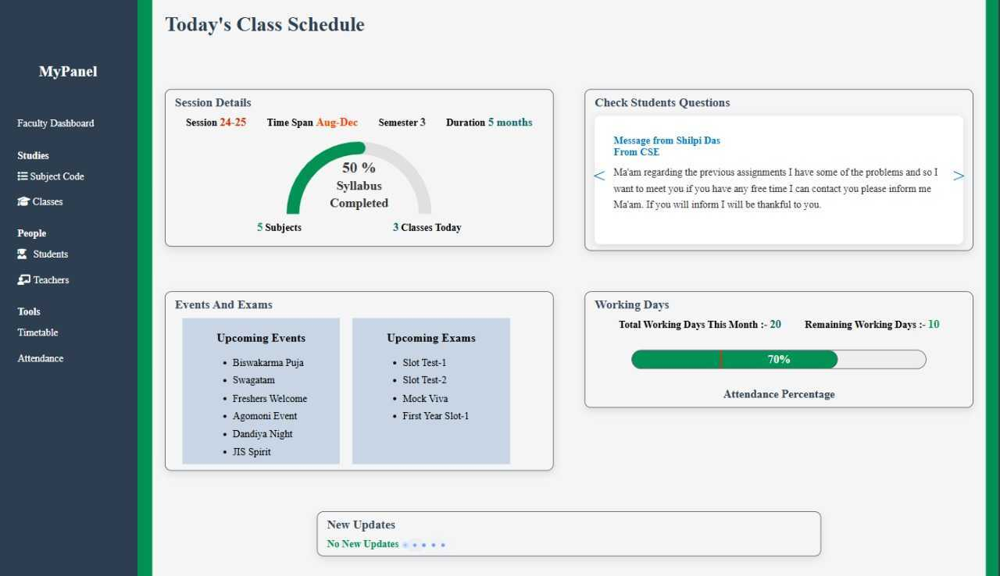 MyPanel
Faculty Dashboard
Studies
Subject Code
Classes
People
Students
Teachers
Tools
Timetable
Attendance
Today's Class Schedule
Session Details
Session 24-25 Time Span Aug-Dec Semester 3 Duration 5 months
50 %
Syllabus
Completed
5 Subjects 3 Classes Today
Check Students Questions
Message from Shilpi Das
From CSE
Ma'am regarding the previous assignments I have some of the problems and so I
want to meet you if you have any free time I can contact you please inform me
Ma'am. If you will inform I will be thankful to you.
< >
Events And Exams
Upcoming Events
• Biswakarma Puja
• Swagatam
• Freshers Welcome
• Agomoni Event
• Dandiya Night
• JIS Spirit
Upcoming Exams
• Slot Test-1
• Slot Test-2
• Mock Viva
• First Year Slot-1
Working Days
Total Working Days This Month :- 20 Remaining Working Days :- 10
70%
Attendance Percentage
New Updates
No New Updates